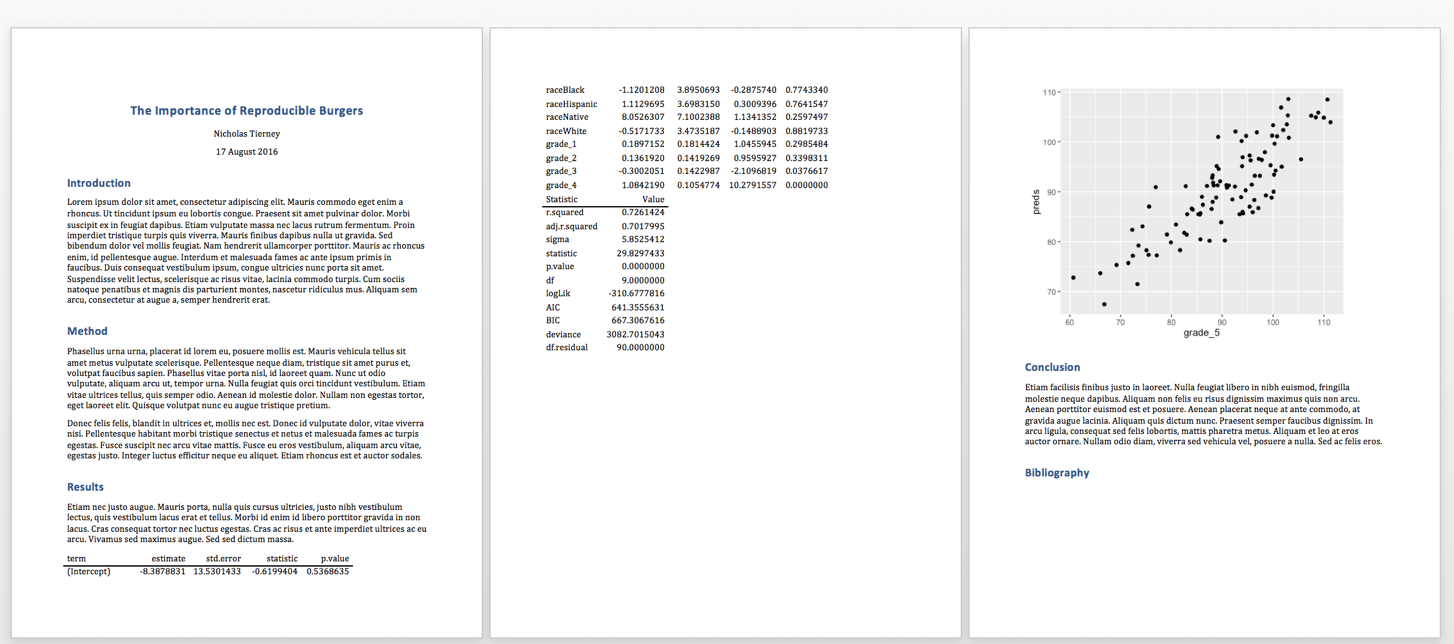 The Importance of Reproducible Burgers
Nicholas Tierney
17 August 2016
Introduction
Lorem ipsum dolor sit amet, consectetur adipiscing elit. Mauris commodo eget enim a
rhoncus. Ut tincidunt ipsum eu lobortis congue. Praesent sit amet pulvinar dolor. Morbi
suscipit ex in feugiat dapibus. Etiam vulputate massa nec lacus rutrum fermentum. Proin
imperdiet tristique turpis quis viverra. Mauris finibus dapibus nulla ut gravida. Sed
bibendum dolor vel mollis feugiat. Nam hendrerit ullamcorper porttitor. Mauris ac rhoncus
enim, id pellentesque augue. Interdum et malesuada fames ac ante ipsum primis in
faucibus. Duis consequat vestibulum ipsum, congue ultricies nunc porta sit amet.
Suspendisse velit lectus, scelerisque ac risus vitae, lacinia commodo turpis. Cum sociis
natoque penatibus et magnis dis parturient montes, nascetur ridiculus mus. Aliquam sem
arcu, consectetur at augue a, semper hendrerit erat.
Method
Phasellus urna urna, placerat id lorem eu, posuere mollis est. Mauris vehicula tellus sit
amet metus vulputate scelerisque. Pellentesque neque diam, tristique sit amet purus et,
volutpat faucibus sapien. Phasellus vitae porta nisl, id laoreet quam. Nunc ut odio
vulputate, aliquam arcu ut, tempor urna. Nulla feugiat quis orci tincidunt vestibulum. Etiam
vitae ultrices tellus, quis semper odio. Aenean id molestie dolor. Nullam non egestas tortor,
eget laoreet elit. Quisque volutpat nunc eu augue tristique pretium.
Donec felis felis, blandit in ultrices et, mollis nec est. Donec id vulputate dolor, vitae viverra
nisi. Pellentesque habitant morbi tristique senectus et netus et malesuada fames ac turpis
egestas. Fusce suscipit nec arcu vitae mattis. Fusce eu eros vestibulum, aliquam arcu vitae,
egestas justo. Integer luctus efficitur neque eu aliquet. Etiam rhoncus est et auctor sodales.
Results
Etiam nec justo augue. Mauris porta, nulla quis cursus ultricies, justo nibh vestibulum
lectus, quis vestibulum lacus erat et tellus. Morbi id enim id libero porttitor gravida in non
lacus. Cras consequat tortor nec luctus egestas. Cras ac risus et ante imperdiet ultrices ac eu
arcu. Vivamus sed maximus augue. Sed sed dictum massa.
term estimate std.error statistic p.value
(Intercept) -8.3878831 13.5301433 -0.6199404 0.5368635
raceBlack -1.1201208 3.8950693 -0.2875740 0.7743340
raceHispanic 1.1129695 3.6983150 0.3009396 0.7641547
raceNative 8.0526307 7.1002388 1.1341352 0.2597497
raceWhite -0.5171733 3.4735187 -0.1488903 0.8819733
grade_1 0.1897152 0.1814424 1.0455945 0.2985484
grade_2 0.1361920 0.1419269 0.9595927 0.3398311
grade_3 -0.3002051 0.1422987 -2.1096819 0.0376617
grade_4 1.0842190 0.1054774 10.2791557 0.0000000
Statistic Value
r.squared 0.7261424
adj.r.squared 0.7017995
sigma 5.8525412
statistic 29.8297433
p.value 0.0000000
df 9.0000000
logLik -310.6777816
AIC 641.3555631
BIC 667.3067616
deviance 3082.7015043
df.residual 90.0000000
110
100
90
80
70
preds
60 70 80 90 100 110
grade_5
Conclusion
Etiam facilisis finibus justo in laoreet. Nulla feugiat libero in nibh euismod, fringilla
molestie neque dapibus. Aliquam non felis eu risus dignissim maximus quis non arcu.
Aenean porttitor euismod est et posuere. Aenean placerat neque at ante commodo, at
gravida augue lacinia. Aliquam quis dictum nunc. Praesent semper faucibus dignissim. In
arcu ligula, consequat sed felis lobortis, mattis pharetra metus. Aliquam et leo at eros
auctor ornare. Nullam odio diam, viverra sed vehicula vel, posuere a nulla. Sed ac felis eros.
Bibliography